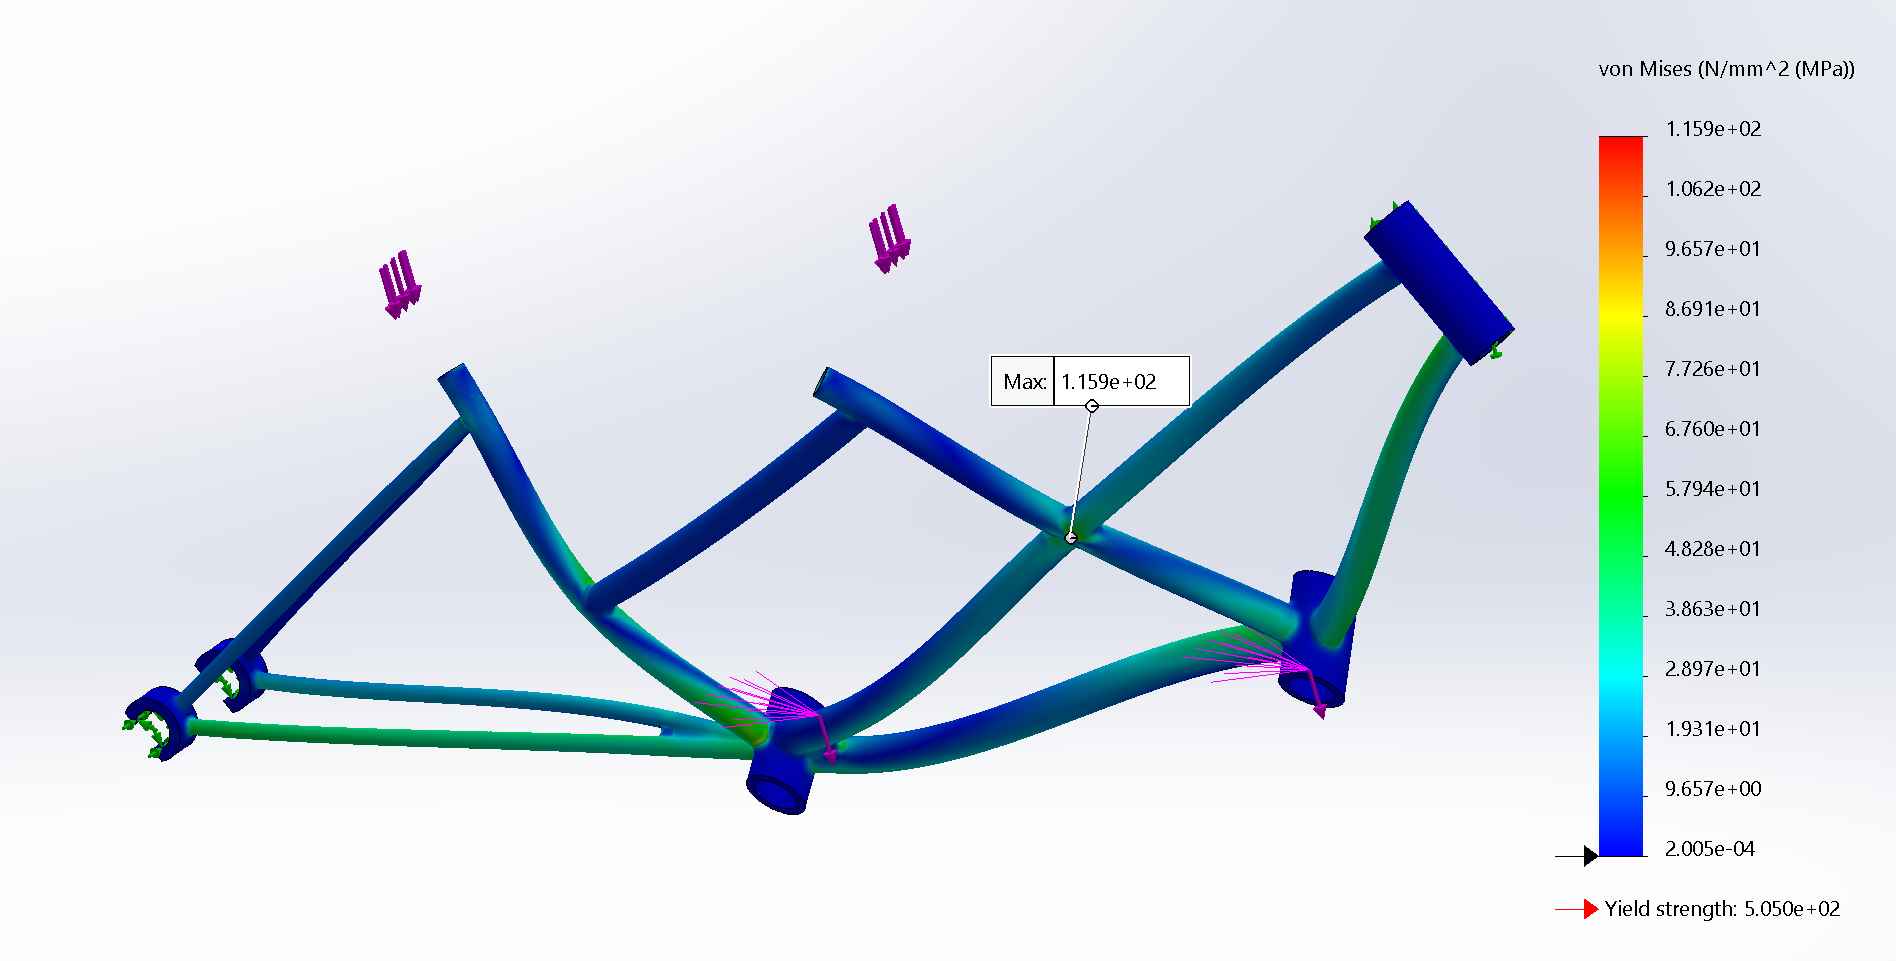 von Mises (N/mm^2 (MPa))
1.159e+02
1.062e+02
9.657e+01
8.691e+01
7.726e+01
6.760e+01
5.794e+01
4.828e+01
3.863e+01
2.897e+01
1.931e+01
9.657e+00
2.005e-04
Yield strength: 5.050e+02
Max: 1.159e+02